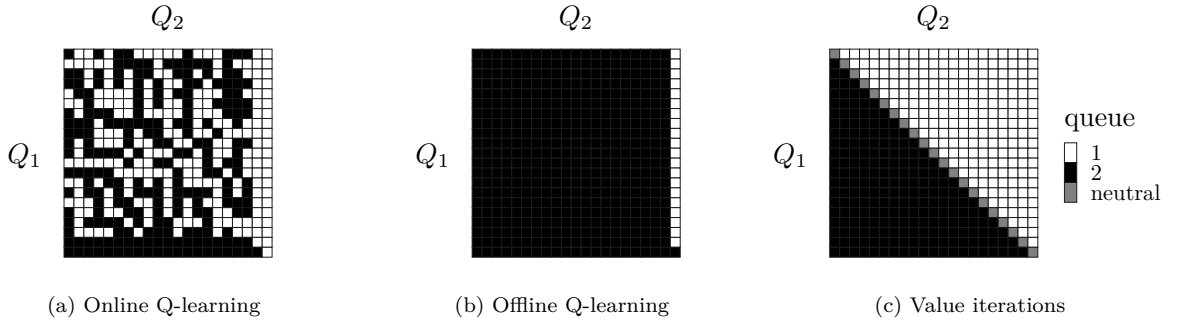 Q2
Q2
Q2
Q1
Q1
Q1
queue
1
2
neutral
(a) Online Q-learning
(b) Offline Q-learning
(c) Value iterations